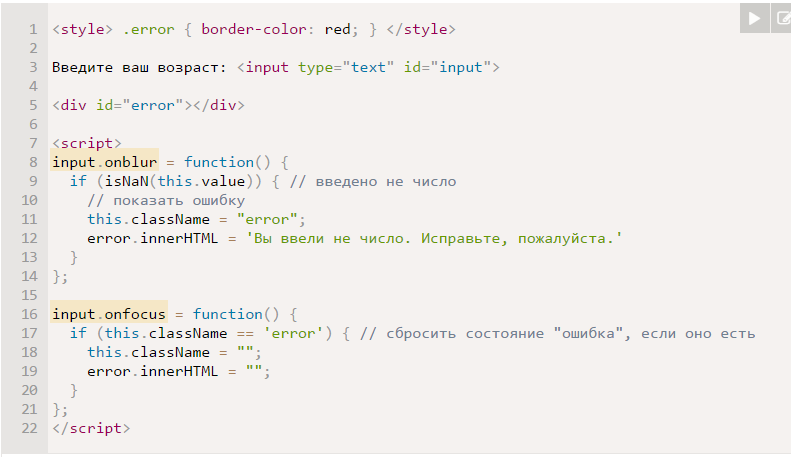 1 <style> .error { border-color: red; } </style>
2
3 Введите ваш возраст: <input type="text" id="input">
4
5 <div id="error"></div>
6
7 <script>
8 input.onblur = function() {
9 if (isNaN(this.value)) { // введено не число
10 // показать ошибку
11 this.className = "error";
12 error.innerHTML = 'Вы ввели не число. Исправьте, пожалуйста.'
13 }
14 };
15
16 input.onfocus = function() {
17 if (this.className == 'error') { // сбросить состояние "ошибка", если оно есть
18 this.className = "";
19 error.innerHTML = "";
20 }
21 };
22 </script>